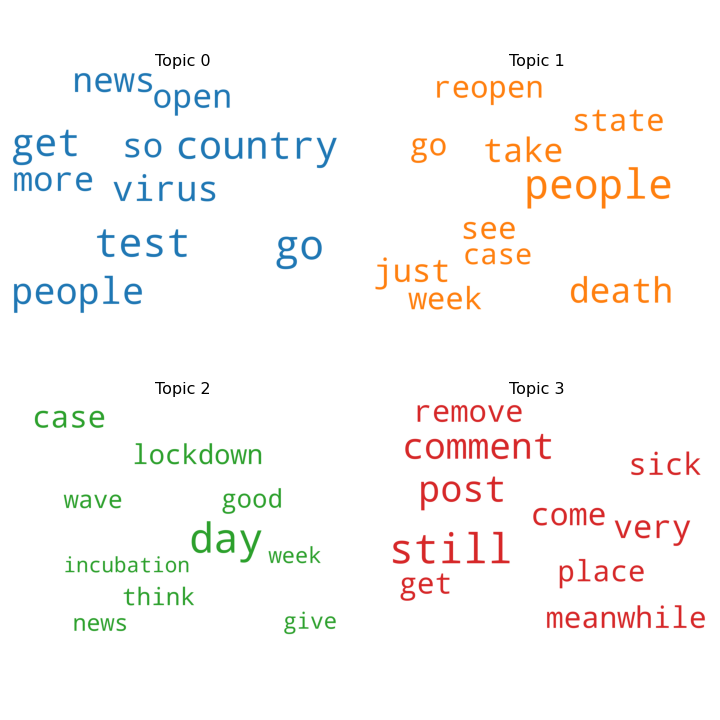 Topic 0
news
open
get
so
country
more
virus
test
go
people
Topic 1
reopen
state
go
take
people
see
case
just
week
death
Topic 2
case
lockdown
wave
good
day
week
incubation
think
news
give
Topic 3
remove
comment
sick
post
come
very
still
place
get
meanwhile